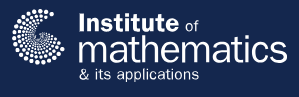 Institute of
mathematics
& its applications